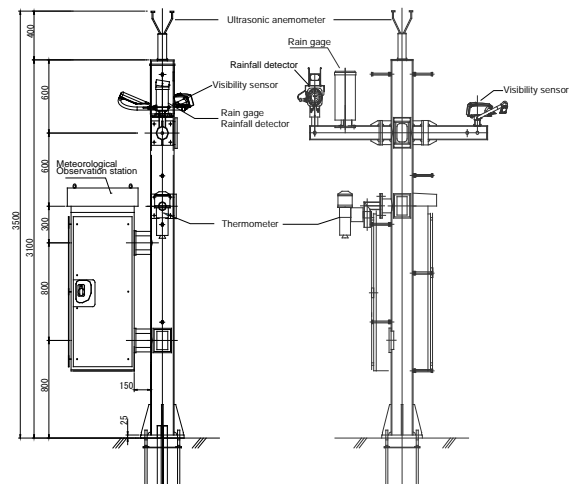 400
Ultrasonic anemometer
Rain gage
Rainfall detector
600
Visibility sensor
Visibility sensor
Rain gage
Rainfall detector
600
Meteorological
Observation station
3500
3100
300
Thermometer
800
150
800
25